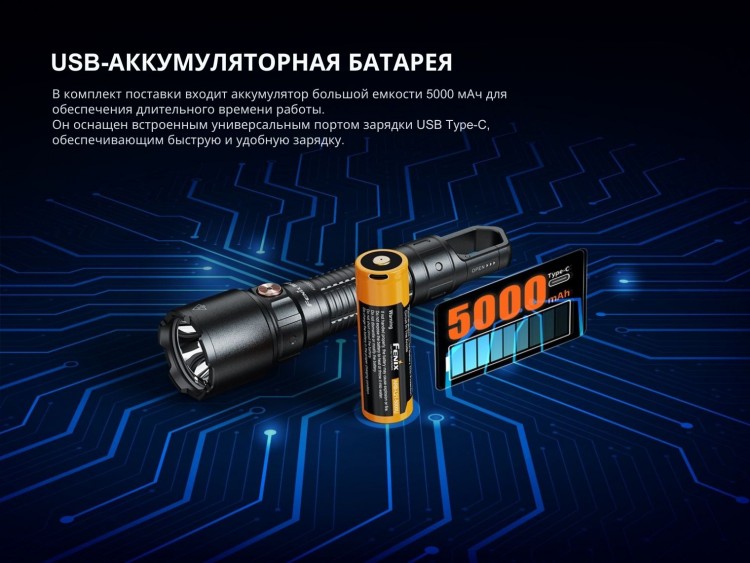 USB-АККУМУЛЯТОРНАЯ БАТАРЕЯ
В комплект поставки входит аккумулятор большой емкости 5000 мАч для
обеспечения длительного времени работы.
Он оснащен встроенным универсальным портом зарядки USB Type-C,
обеспечивающим быструю и удобную зарядку.
Type-C
5000 mAh
Warning
FENIX